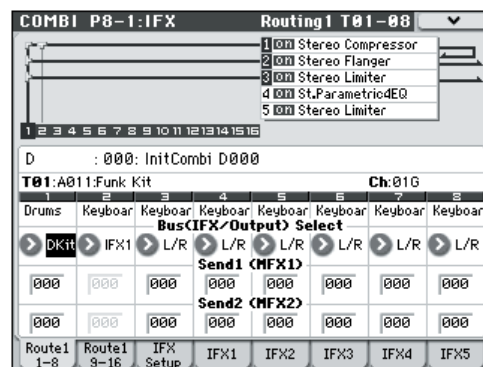 COMBI P8-1:IFX Routing1 T01-08
1 on Stereo Compressor
2 on Stereo Flanger
3 on Stereo Limiter
4 on St.Parametric4EQ
5 on Stereo Limiter
1 2 3 4 5 6 7 8 9 10 11 12 13 14 15 16
D : 000: InitCombi D000
T01:A011:Funk Kit Ch:01G
1 2 3 4 5 6 7 8
Drums Keyboar Keyboar Keyboar Keyboar Keyboar Keyboar Keyboar
Bus(IFX/Output) Select
DKit IFX1 L/R L/R L/R L/R L/R L/R
Send1 (MFX1)
000 000 000 000 000 000 000 000
Send2 (MFX2)
000 000 000 000 000 000 000 000
Route1 1-8 Route1 9-16 IFX Setup IFX1 IFX2 IFX3 IFX4 IFX5